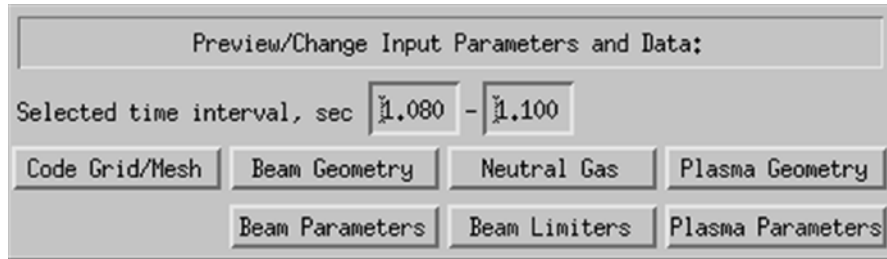 Preview/Change Input Parameters and Data:
Selected time interval, sec 1.080 - 1.100
Code Grid/Mesh Beam Geometry Neutral Gas Plasma Geometry
Beam Parameters Beam Limiters Plasma Parameters